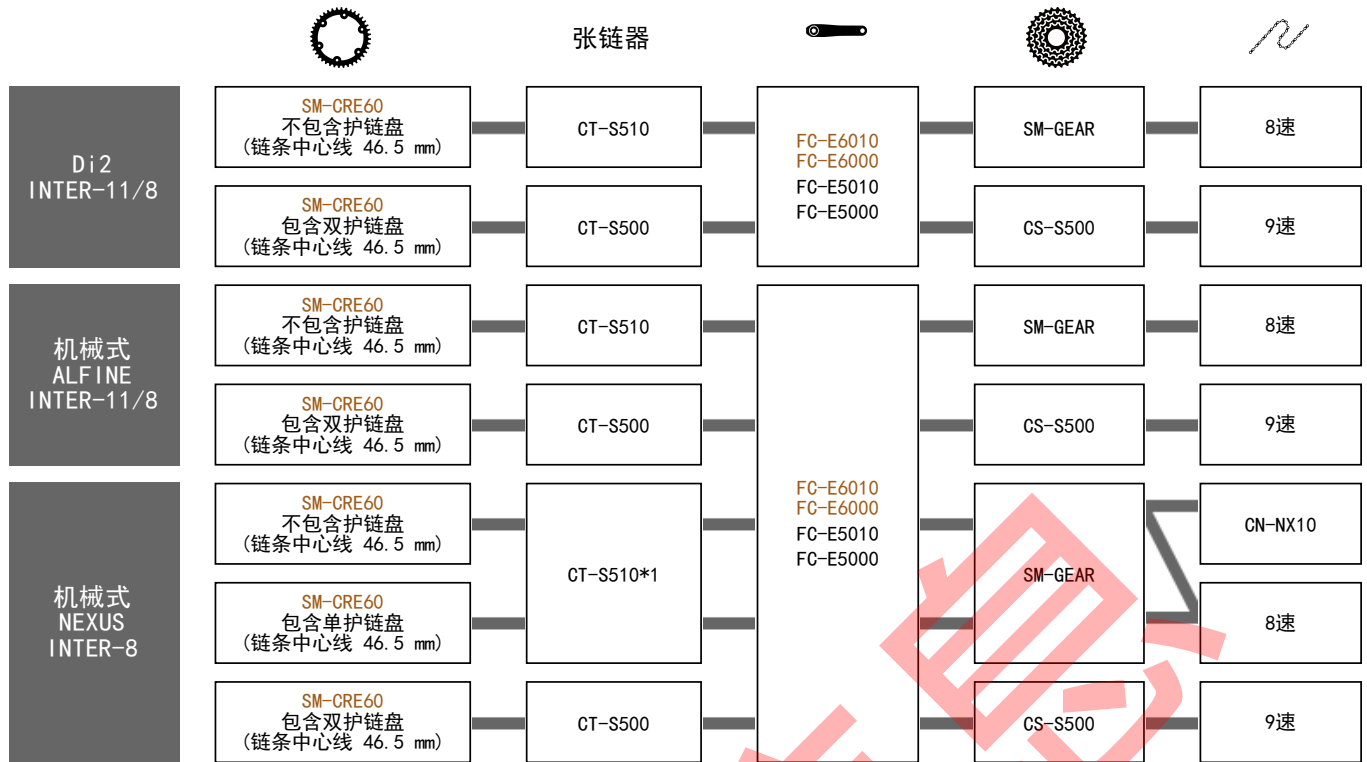 张链器
Di2
INTER-11/8
SM-CRE60
不包含护链盘
(链条中心线 46.5 mm)
CT-S510
FC-E6010
FC-E6000
FC-E5010
FC-E5000
SM-GEAR
8速
SM-CRE60
包含双护链盘
(链条中心线 46.5 mm)
CT-S500
CS-S500
9速
机械式
ALFINE
INTER-11/8
SM-CRE60
不包含护链盘
(链条中心线 46.5 mm)
CT-S510
SM-GEAR
8速
SM-CRE60
包含双护链盘
(链条中心线 46.5 mm)
CT-S500
CS-S500
9速
FC-E6010
FC-E6000
FC-E5010
FC-E5000
机械式
NEXUS
INTER-8
SM-CRE60
不包含护链盘
(链条中心线 46.5 mm)
CT-S510*1
SM-GEAR
CN-NX10
SM-CRE60
包含单护链盘
(链条中心线 46.5 mm)
8速
SM-CRE60
包含双护链盘
(链条中心线 46.5 mm)
CT-S500
CS-S500
9速